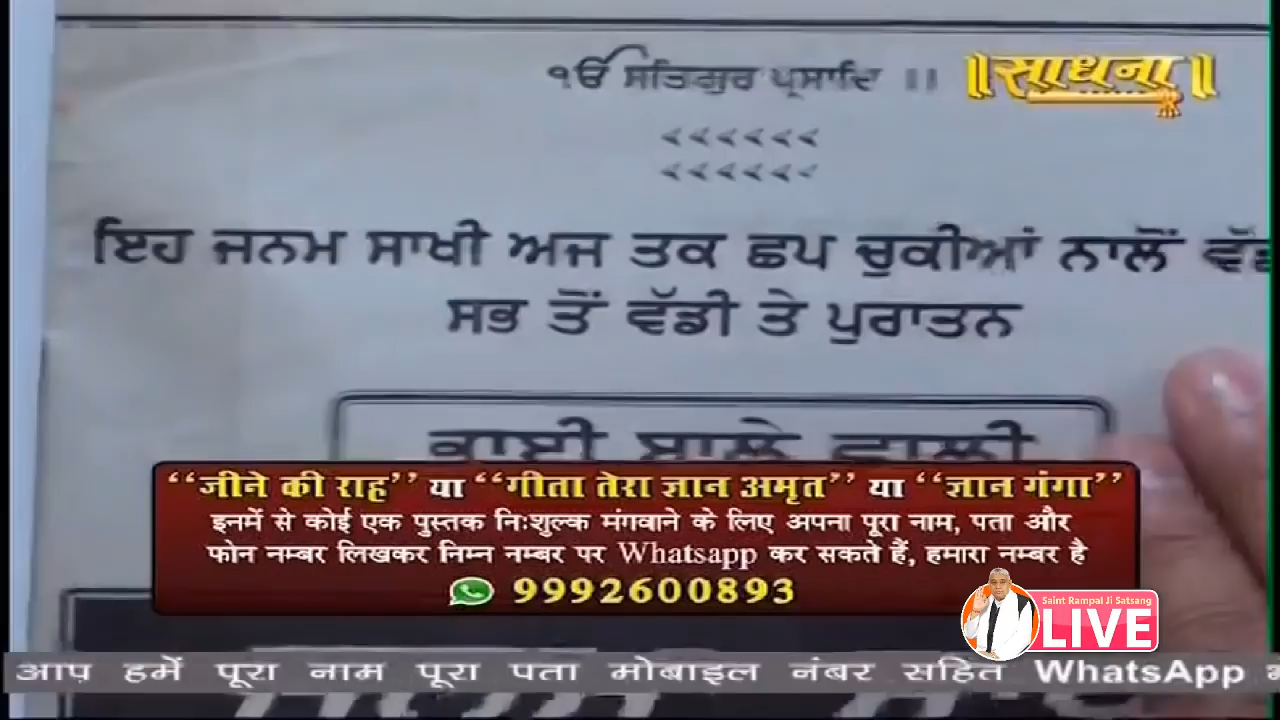 ੴ ਸਤਿਗੁਰ ਪ੍ਰਸਾਦਿ ॥
॥साधना॥
ਇਹ ਜਨਮ ਸਾਖੀ ਅਜ ਤਕ ਛਪ ਚੁਕੀਆਂ ਨਾਲੋਂ
ਸਭ ਤੋਂ ਵੱਡੀ ਤੇ ਪੁਰਾਤਨ
ਭਾਈ ਬਾਲੇ ਵਾਲੀ
“जीने की राह” या “गीता तेरा ज्ञान अमृत” या “ज्ञान गंगा”
इनमें से कोई एक पुस्तक निःशुल्क मंगवाने के लिए अपना पूरा नाम, पता और
फोन नम्बर लिखकर निम्न नम्बर पर Whatsapp कर सकते हैं, हमारा नम्बर है
9992600893
Saint Rampal Ji Satsang
LIVE
आप हमें पूरा नाम पूरा पता मोबाइल नंबर सहित WhatsApp